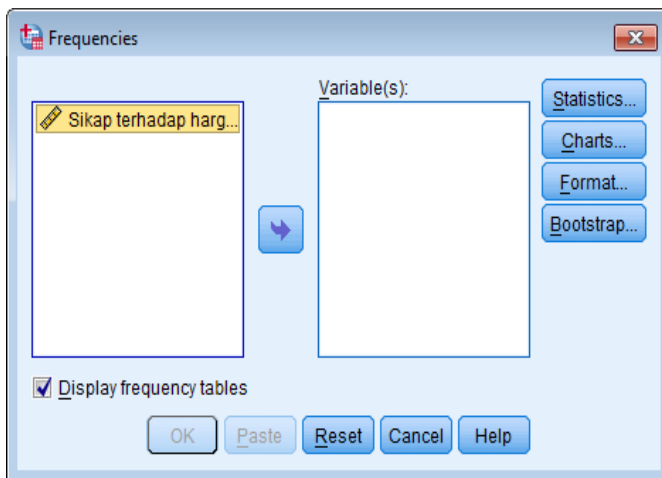 Frequencies
Variable(s):
Sikap terhadap harg...
Statistics...
Charts...
Format...
Bootstrap...
Display frequency tables
OK Paste Reset Cancel Help